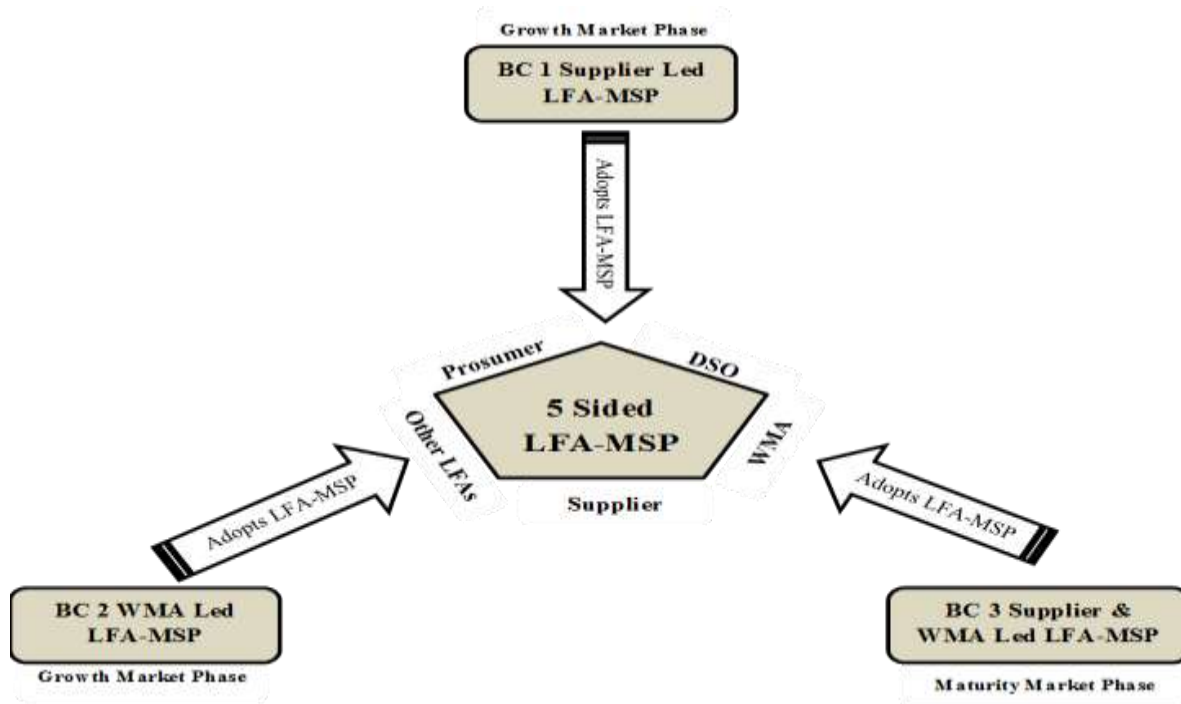 Growth Market Phase
BC 1 Supplier Led
LFA-MSP
Adopts LFA-MSP
Prosumer
DSO
5 Sided
LFA-MSP
Other LFAs
WMA
Supplier
Adopts LFA-MSP
Adopts LFA-MSP
BC 2 WMA Led
LFA-MSP
Growth Market Phase
BC 3 Supplier &
WMA Led LFA-MSP
Maturity Market Phase